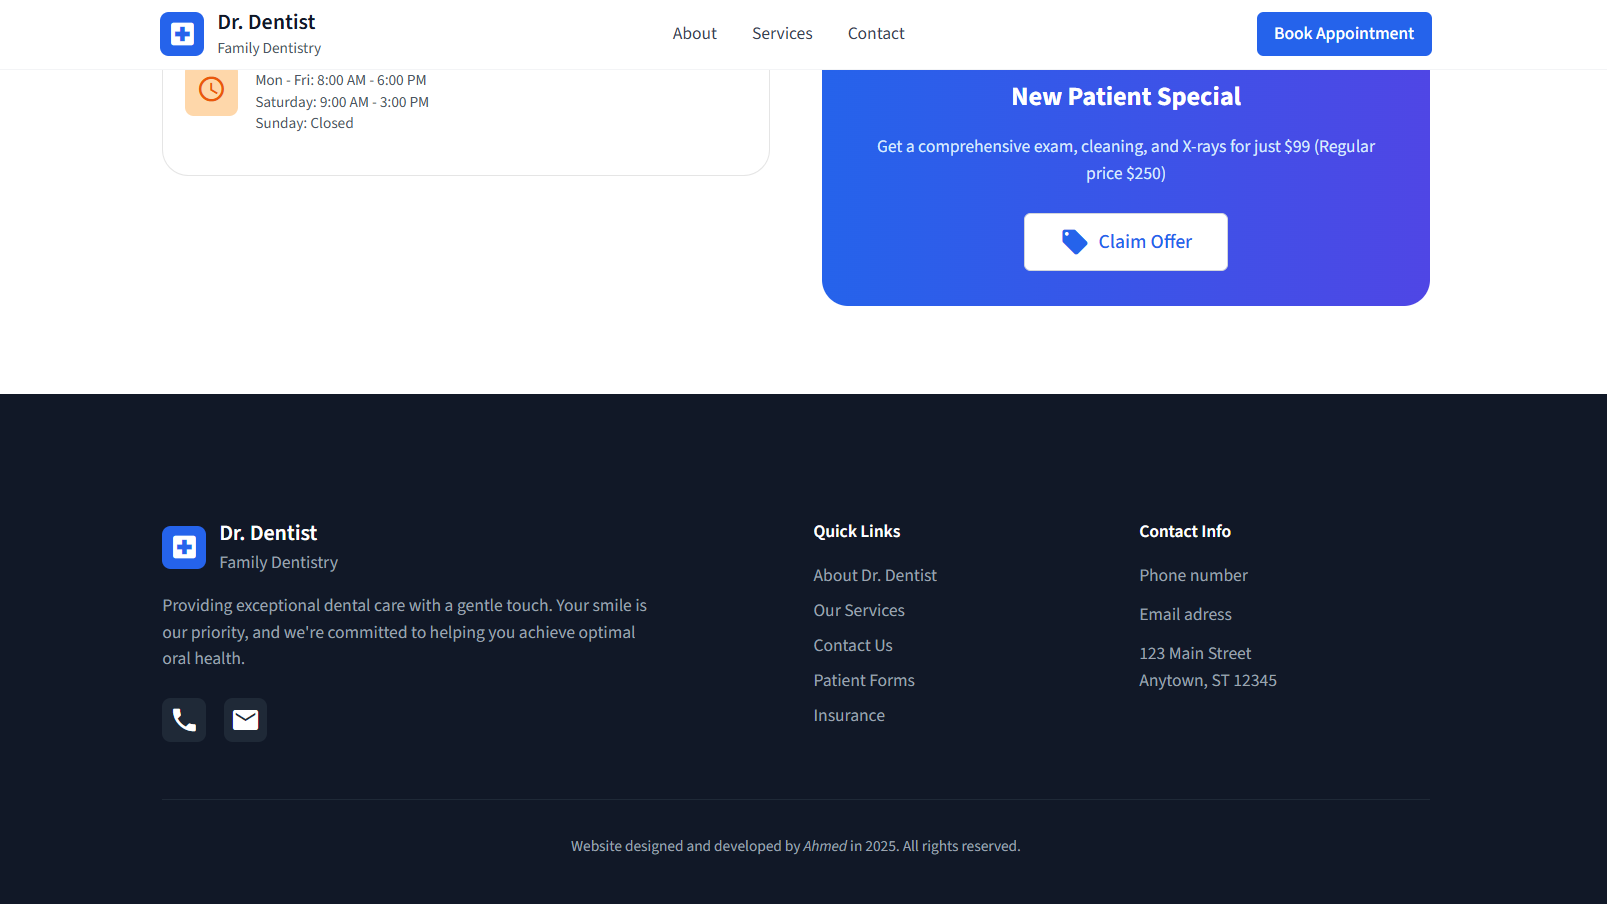 Dr. Dentist
Family Dentistry
About
Services
Contact
Book Appointment
Mon - Fri: 8:00 AM - 6:00 PM
Saturday: 9:00 AM - 3:00 PM
Sunday: Closed
New Patient Special
Get a comprehensive exam, cleaning, and X-rays for just $99 (Regular
price $250)
Claim Offer
Dr. Dentist
Family Dentistry
Providing exceptional dental care with a gentle touch. Your smile is
our priority, and we're committed to helping you achieve optimal
oral health.
Quick Links
About Dr. Dentist
Our Services
Contact Us
Patient Forms
Insurance
Contact Info
Phone number
Email adress
123 Main Street
Anytown, ST 12345
Website designed and developed by Ahmed in 2025. All rights reserved.